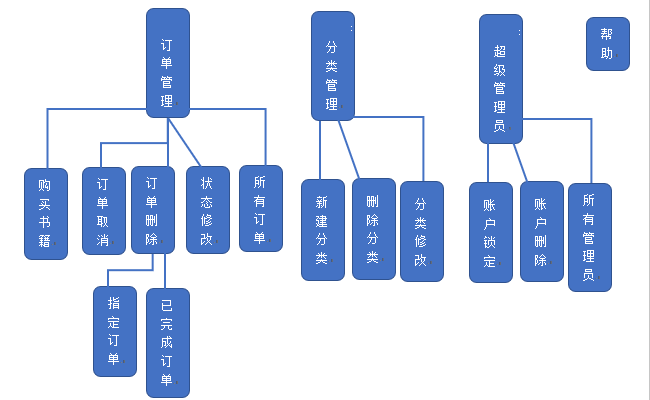 订单管理
分类管理
超级管理员
帮助
购买书籍
订单取消
订单删除
状态修改
所有订单
新建分类
删除分类
分类修改
账户锁定
账户删除
所有管理员
指定订单
已完成订单